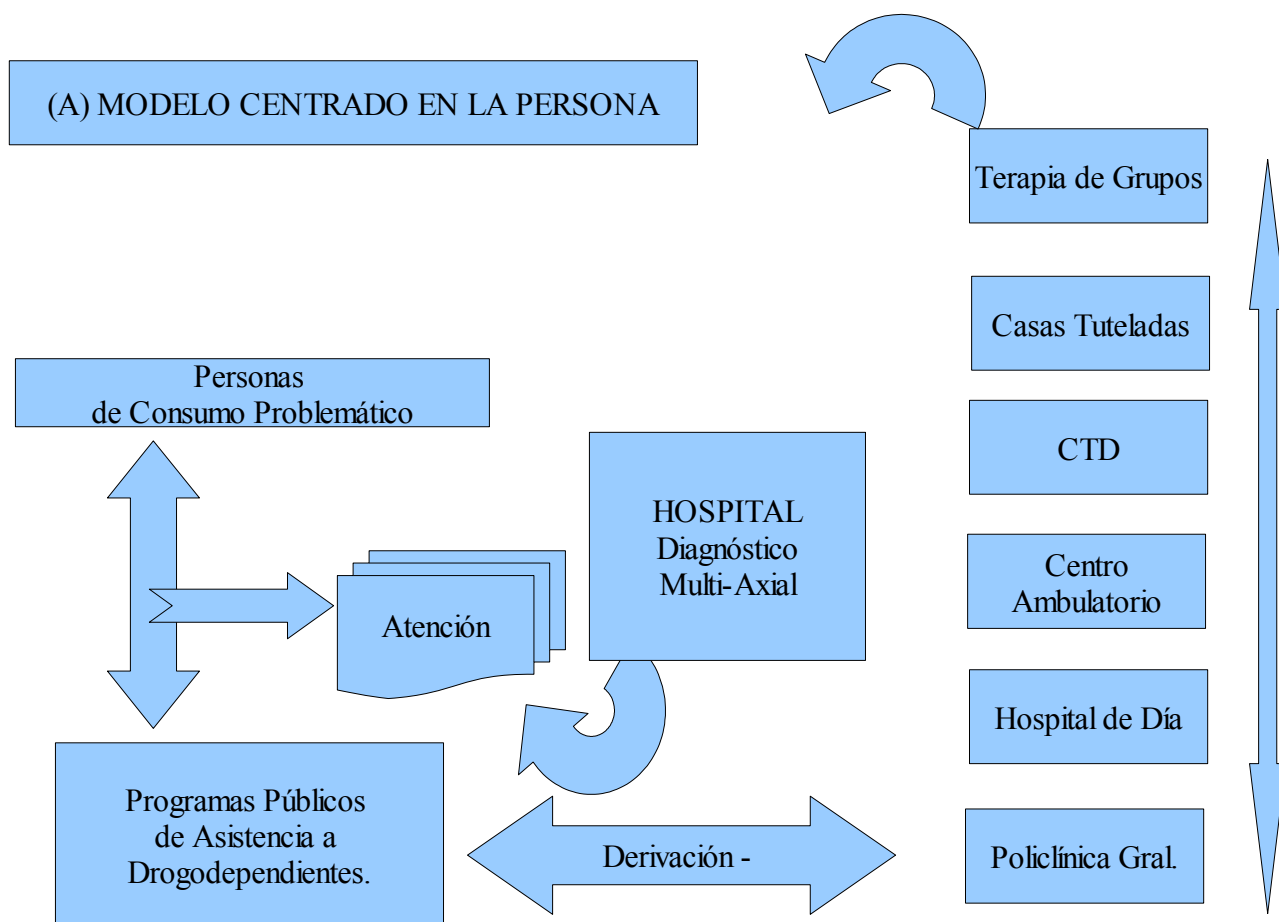 (A) MODELO CENTRADO EN LA PERSONA
Terapia de Grupos
Casas Tuteladas
Personas
de Consumo Problemático
CTD
HOSPITAL
Diagnóstico
Multi-Axial
Centro
Ambulatorio
Atención
Hospital de Día
Programas Públicos
de Asistencia a
Drogodependientes.
Derivación -
Policlínica Gral.